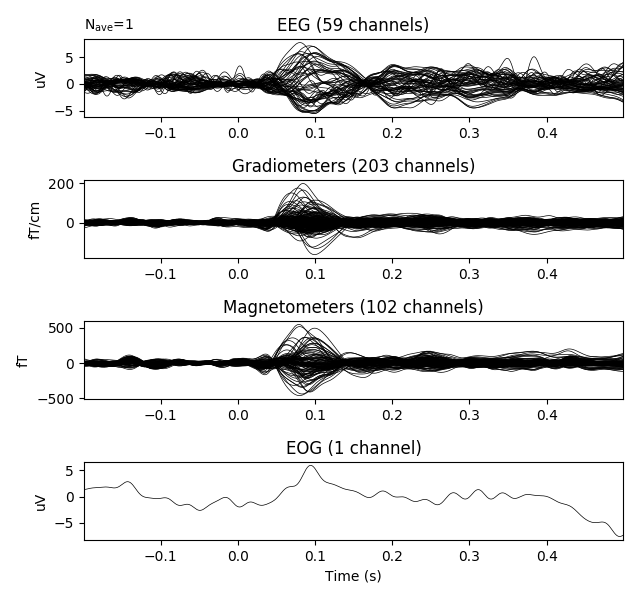 N_ave=1
EEG (59 channels)
uV
5
0
−5
−0.1 0.0 0.1 0.2 0.3 0.4
Gradiometers (203 channels)
fT/cm
200
0
−0.1 0.0 0.1 0.2 0.3 0.4
Magnetometers (102 channels)
fT
500
0
−500
−0.1 0.0 0.1 0.2 0.3 0.4
EOG (1 channel)
uV
5
0
−5
−0.1 0.0 0.1 0.2 0.3 0.4
Time (s)